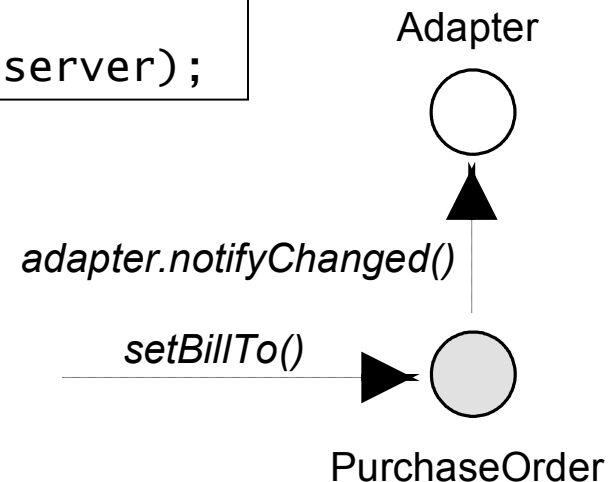 server);
Adapter
adapter.notifyChanged()
setBillTo()
PurchaseOrder